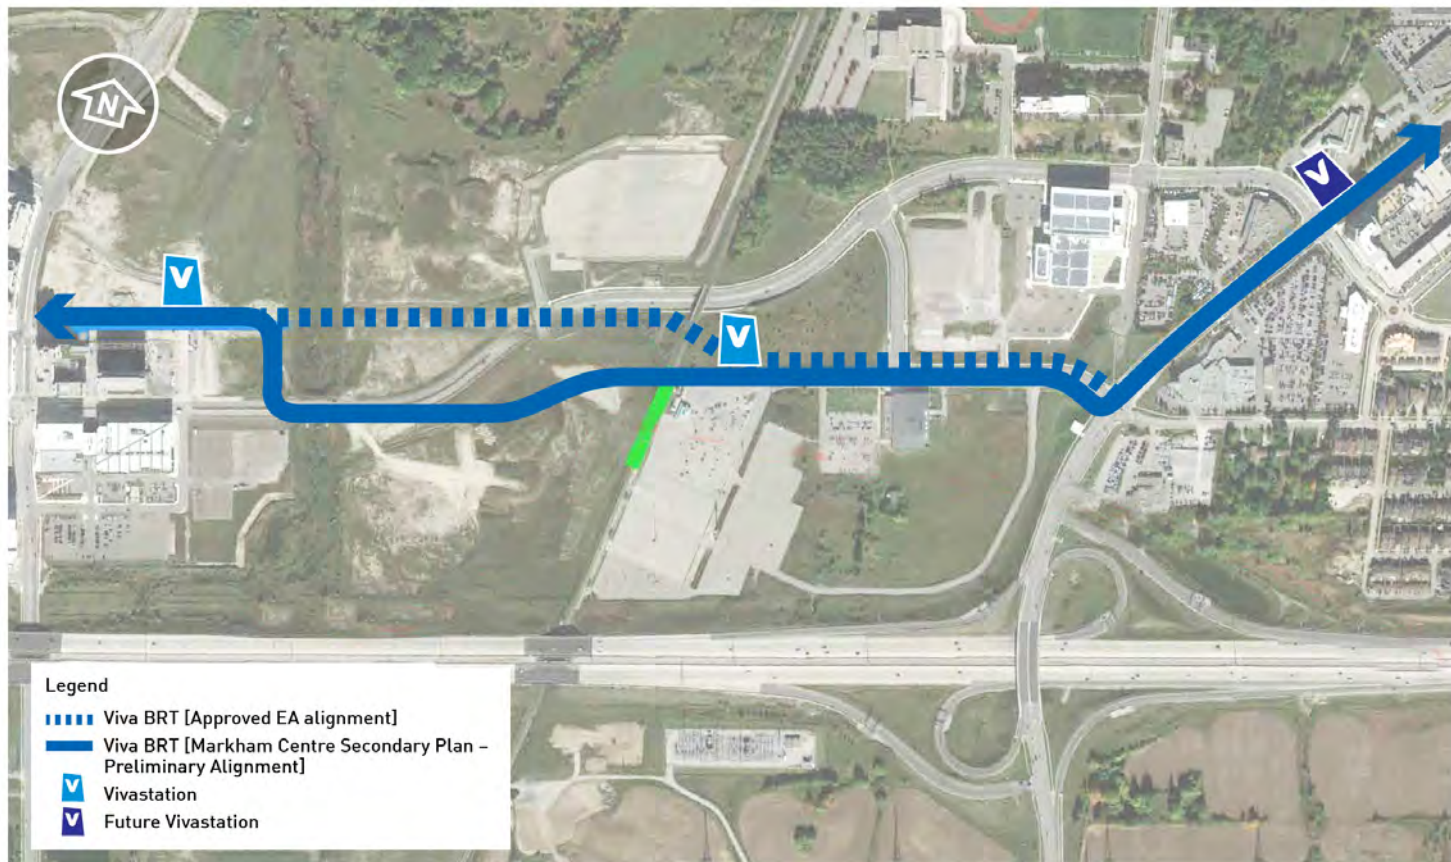 N
V
V
V
Legend
Viva BRT [Approved EA alignment]
Viva BRT [Markham Centre Secondary Plan –
Preliminary Alignment]
V Vivastation
V Future Vivastation